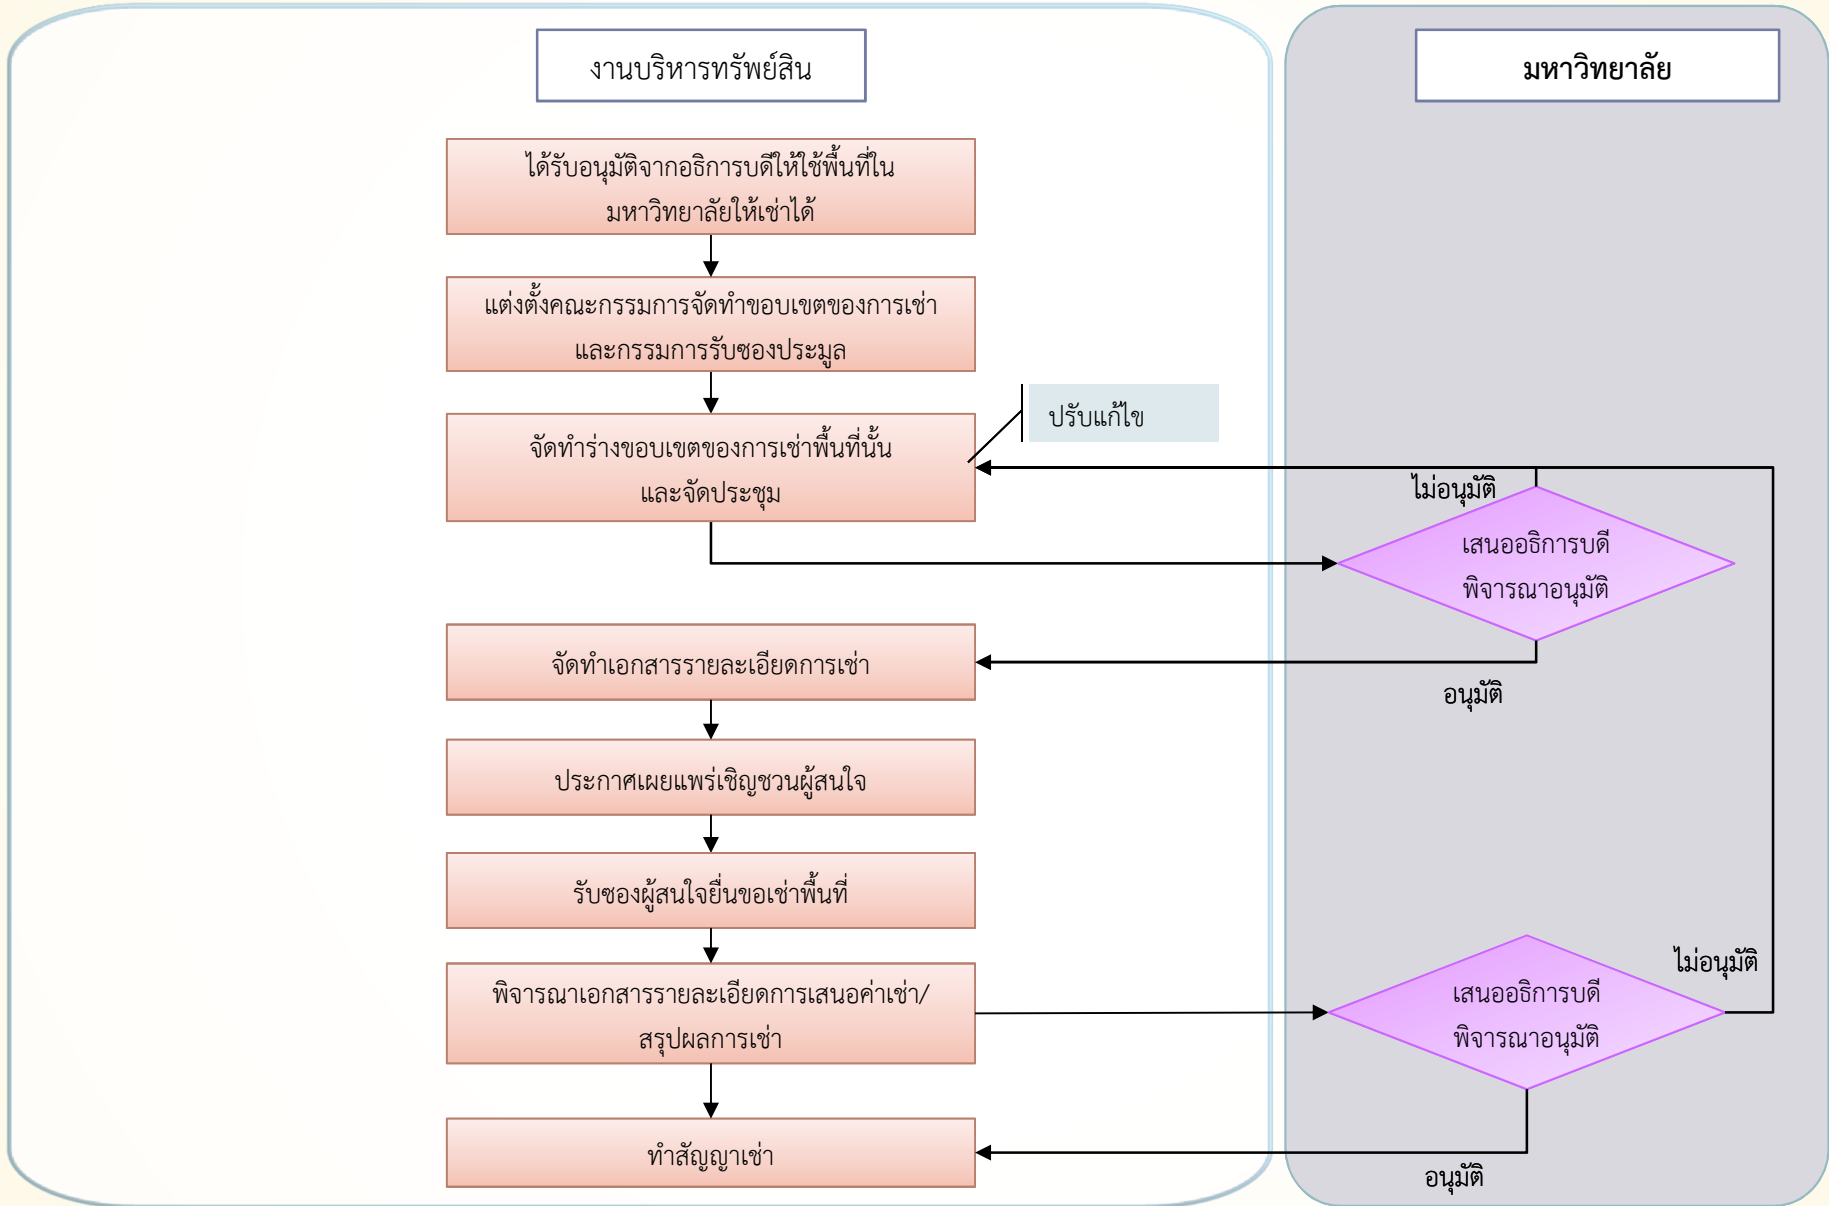 งานบริหารทรัพย์สิน
มหาวิทยาลัย
ได้รับอนุมัติจากอธิการบดีให้ใช้พื้นที่ใน
มหาวิทยาลัยให้เช่าได้
แต่งตั้งคณะกรรมการจัดทำขอบเขตของการเช่า
และกรรมการรับซองประมูล
ปรับแก้ไข
จัดทำร่างขอบเขตของการเช่าพื้นที่นั้น
และจัดประชุม
ไม่อนุมัติ
เสนออธิการบดี
พิจารณาอนุมัติ
จัดทำเอกสารรายละเอียดการเช่า
อนุมัติ
ประกาศเผยแพร่เชิญชวนผู้สนใจ
รับซองผู้สนใจยื่นขอเช่าพื้นที่
ไม่อนุมัติ
พิจารณาเอกสารรายละเอียดการเสนอค่าเช่า/
สรุปผลการเช่า
เสนออธิการบดี
พิจารณาอนุมัติ
ทำสัญญาเช่า
อนุมัติ